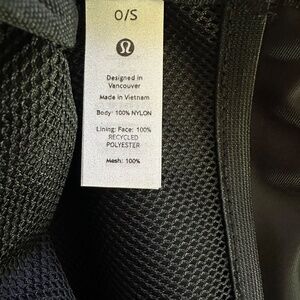 O/S
Designed in
Vancouver
Made in Vietnam
Body: 100% NYLON
Lining: Face: 100%
RECYCLED
POLYESTER
Mesh: 100%